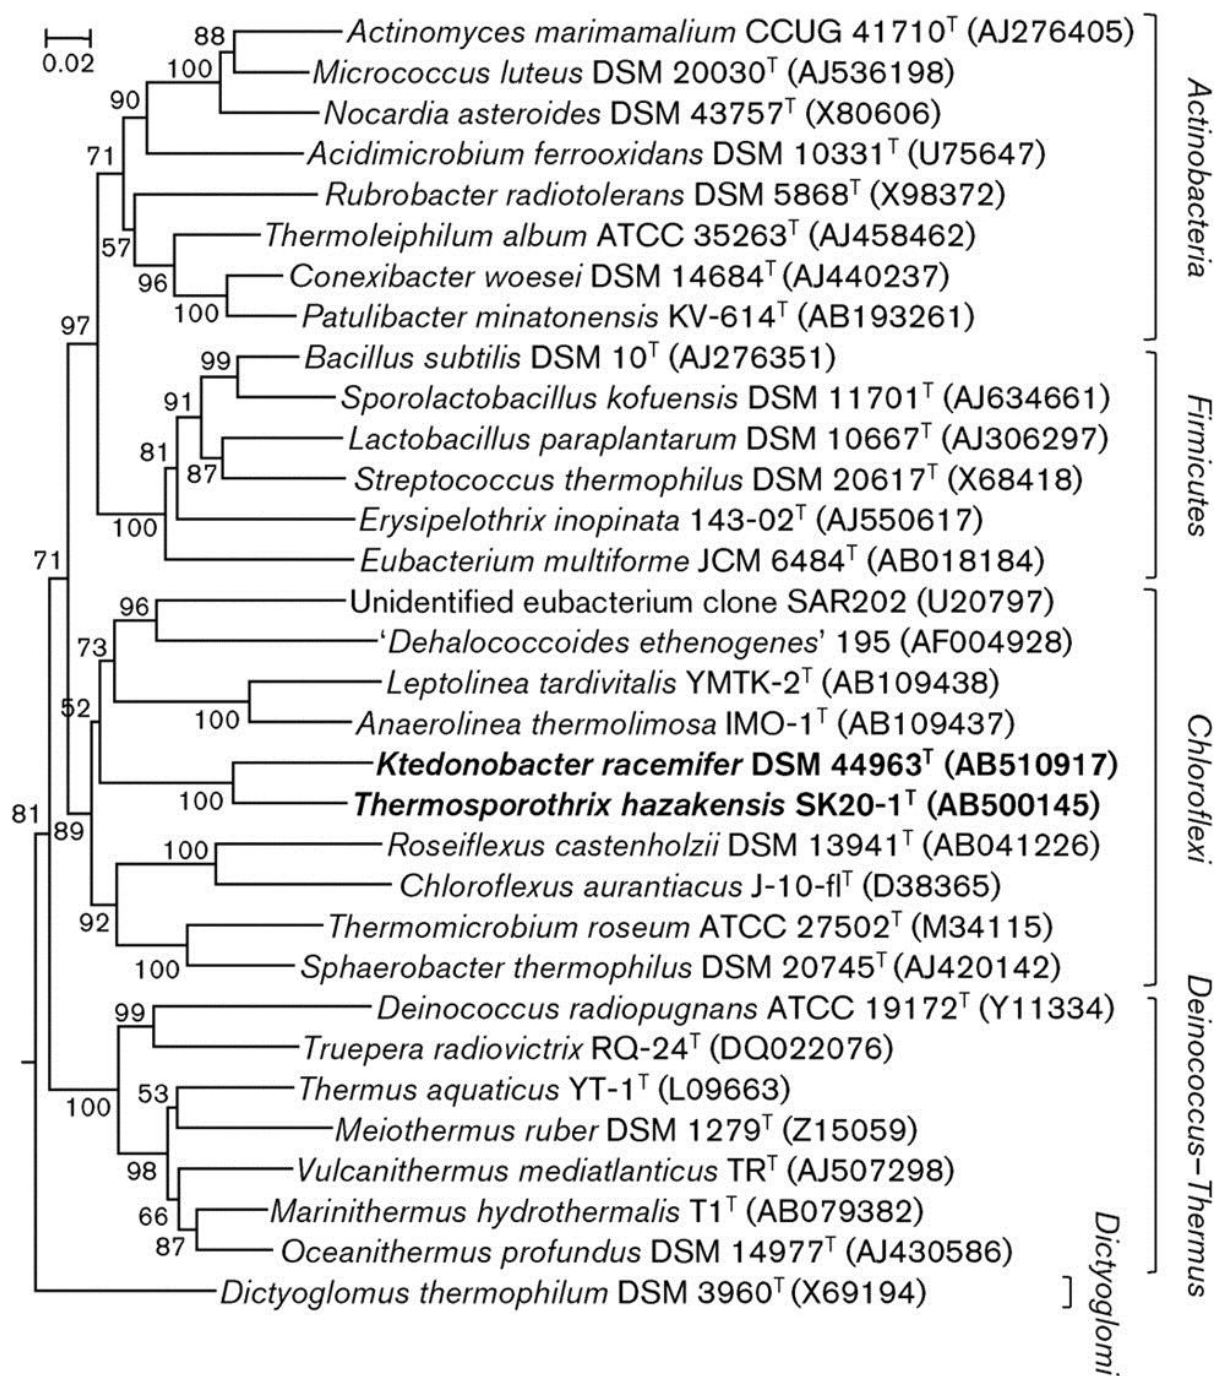 0.02
88
Actinomyces marimamalium CCUG 41710ᵀ (AJ276405)
100
Micrococcus luteus DSM 20030ᵀ (AJ536198)
90
Nocardia asteroides DSM 43757ᵀ (X80606)
71
Acidimicrobium ferrooxidans DSM 10331ᵀ (U75647)
Rubrobacter radiotolerans DSM 5868ᵀ (X98372)
57
Thermoleiphilum album ATCC 35263ᵀ (AJ458462)
96
Conexibacter woesei DSM 14684ᵀ (AJ440237)
100
Patulibacter minatonensis KV-614ᵀ (AB193261)
Actinobacteria
97
99
Bacillus subtilis DSM 10ᵀ (AJ276351)
91
Sporolactobacillus kofuensis DSM 11701ᵀ (AJ634661)
81
Lactobacillus paraplantarum DSM 10667ᵀ (AJ306297)
87
Streptococcus thermophilus DSM 20617ᵀ (X68418)
100
Erysipelothrix inopinata 143-02ᵀ (AJ550617)
Eubacterium multiforme JCM 6484ᵀ (AB018184)
Firmicutes
71
96
Unidentified eubacterium clone SAR202 (U20797)
73
‘Dehalococcoides ethenogenes’ 195 (AF004928)
Leptolinea tardivitalis YMTK-2ᵀ (AB109438)
52
100
Anaerolinea thermolimosa IMO-1ᵀ (AB109437)
Ktedonobacter racemifer DSM 44963ᵀ (AB510917)
100
Thermosporothrix hazakensis SK20-1ᵀ (AB500145)
81
89
100
Roseiflexus castenholzii DSM 13941ᵀ (AB041226)
Chloroflexus aurantiacus J-10-flᵀ (D38365)
92
Thermomicrobium roseum ATCC 27502ᵀ (M34115)
100
Sphaerobacter thermophilus DSM 20745ᵀ (AJ420142)
Chloroflexi
99
Deinococcus radiopugnans ATCC 19172ᵀ (Y11334)
Truepera radiovictrix RQ-24ᵀ (DQ022076)
100
53
Thermus aquaticus YT-1ᵀ (L09663)
Meiothermus ruber DSM 1279ᵀ (Z15059)
98
Vulcanithermus mediatlanticus TRᵀ (AJ507298)
66
Marinithermus hydrothermalis T1ᵀ (AB079382)
87
Oceanithermus profundus DSM 14977ᵀ (AJ430586)
Deinococcus–Thermus
Dictyoglomus thermophilum DSM 3960ᵀ (X69194)
Dictyoglomi